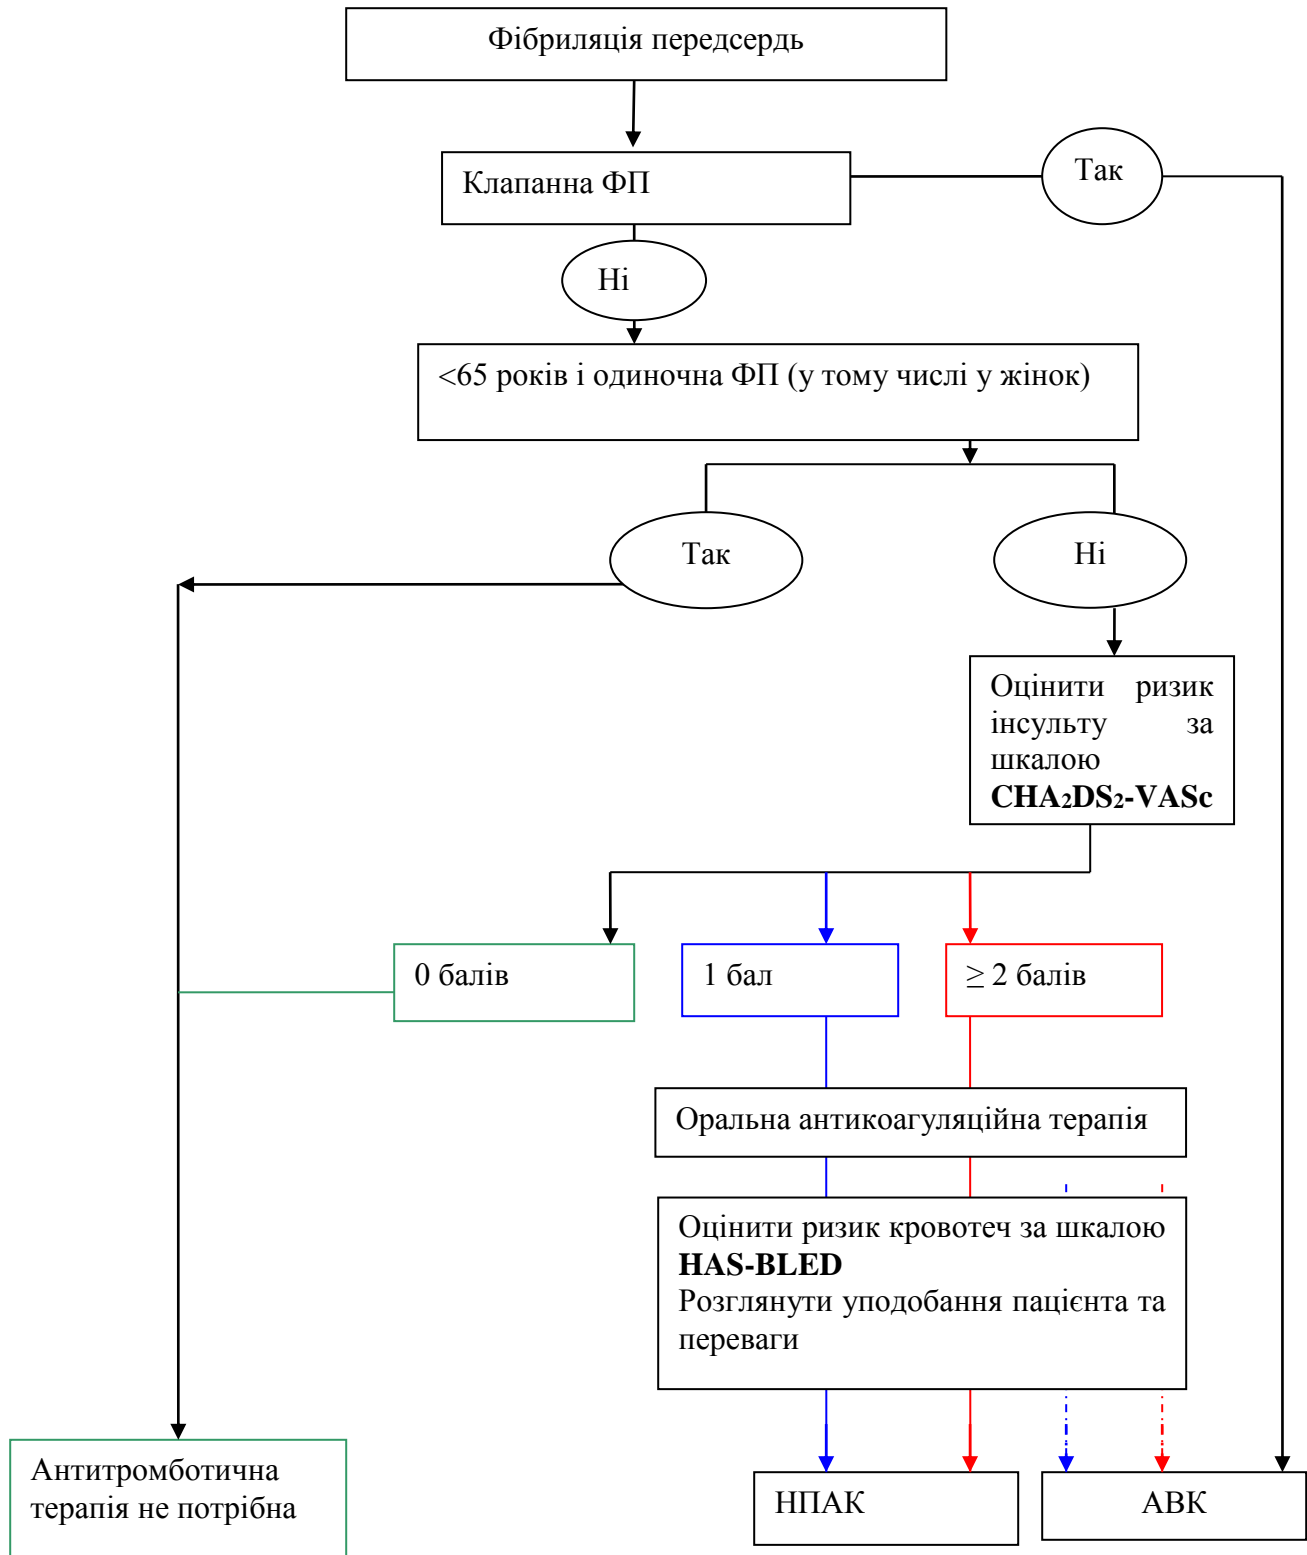 Фібриляція передсердь
Клапанна ФП
Так
Ні
<65 років і одиночна ФП (у тому числі у жінок)
Так
Ні
Оцінити ризик
інсульту за
шкалою
CHA₂DS₂-VASc
0 балів
1 бал
≥ 2 балів
Оральна антикоагуляційна терапія
Оцінити ризик кровотеч за шкалою
HAS-BLED
Розглянути уподобання пацієнта та
переваги
Антитромботична
терапія не потрібна
НПАК
АВК